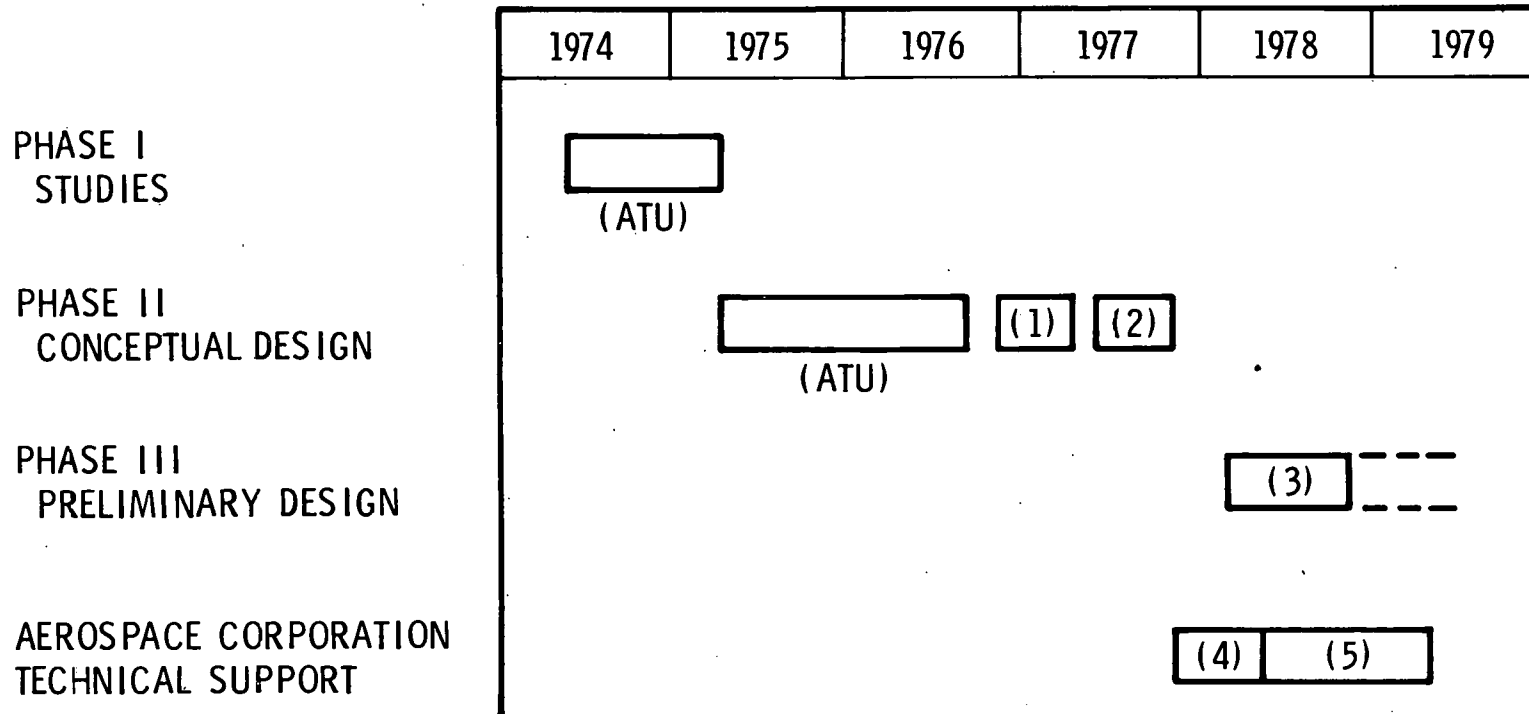 1974 1975 1976 1977 1978 1979
PHASE I
STUDIES
(ATU)
PHASE II
CONCEPTUAL DESIGN
(1) (2)
(ATU)
PHASE III
PRELIMINARY DESIGN
(3)
AEROSPACE CORPORATION
TECHNICAL SUPPORT
(4) (5)